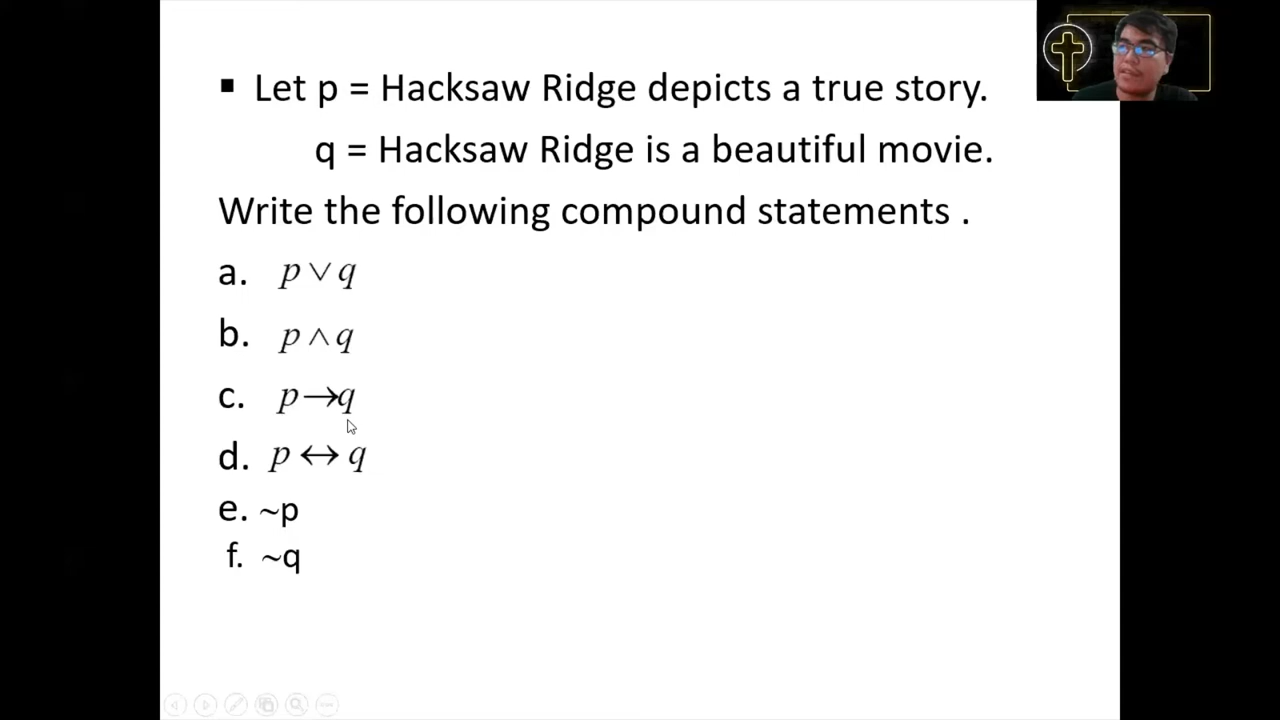 ▪ Let p = Hacksaw Ridge depicts a true story.
q = Hacksaw Ridge is a beautiful movie.
Write the following compound statements .
a. p ∨ q
b. p ∧ q
c. p →q
d. p ↔ q
e. ~p
f. ~q